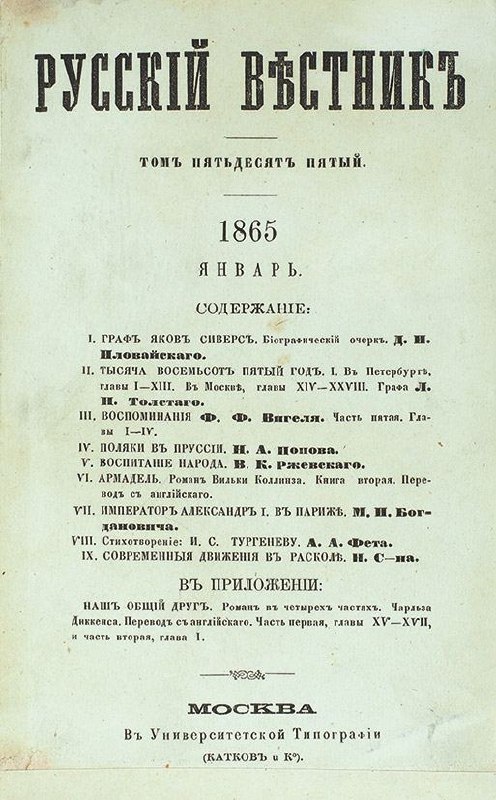 РУССКІЙ ВѢСТНИКЪ
ТОМЪ ПЯТЬДЕСЯТЪ ПЯТЫЙ.
1865
ЯНВАРЬ.
СОДЕРЖАНІЕ:
I. ГРАФЪ ЯКОВЪ СИВЕРСЪ. Біографическій очеркъ. Д. И.
Иловайскаго.
II. ТЫСЯЧА ВОСЕМЬСОТЪ ПЯТЫЙ ГОДЪ. I. Въ Петербургѣ,
главы I—XIII. Въ Москвѣ, главы XIV—XXVIII. Графа Л.
Н. Толстаго.
III. ВОСПОМИНАНІЯ Ф. Ф. Вигеля. Часть пятая. Гла-
вы I—IV.
IV. ПОЛЯКИ ВЪ ПРУССІИ. Н. А. Попова.
V. ВОСПИТАНІЕ НАРОДА. В. К. Ржевскаго.
VI. АРМАДЕЛЬ. Романъ Вильки Коллинза. Книга вторая. Пере-
водъ съ англійскаго.
VII. ИМПЕРАТОРЪ АЛЕКСАНДРЪ I. ВЪ ПАРИЖѢ. М. И. Бог-
дановича.
VIII. Стихотвореніе: И. С. ТУРГЕНЕВУ. А. А. Фета.
IX. СОВРЕМЕННЫЯ ДВИЖЕНІЯ ВЪ РАСКОЛѢ. Н. С—на.
ВЪ ПРИЛОЖЕНІИ:
НАШЪ ОБЩІЙ ДРУГЪ. Романъ въ четырехъ частяхъ. Чарльза
Диккенса. Переводъ съ англійскаго. Часть первая, главы XV—XVII,
и часть вторая, глава I.
МОСКВА
Въ Университетской Типографіи
(КАТКОВЪ и К°).